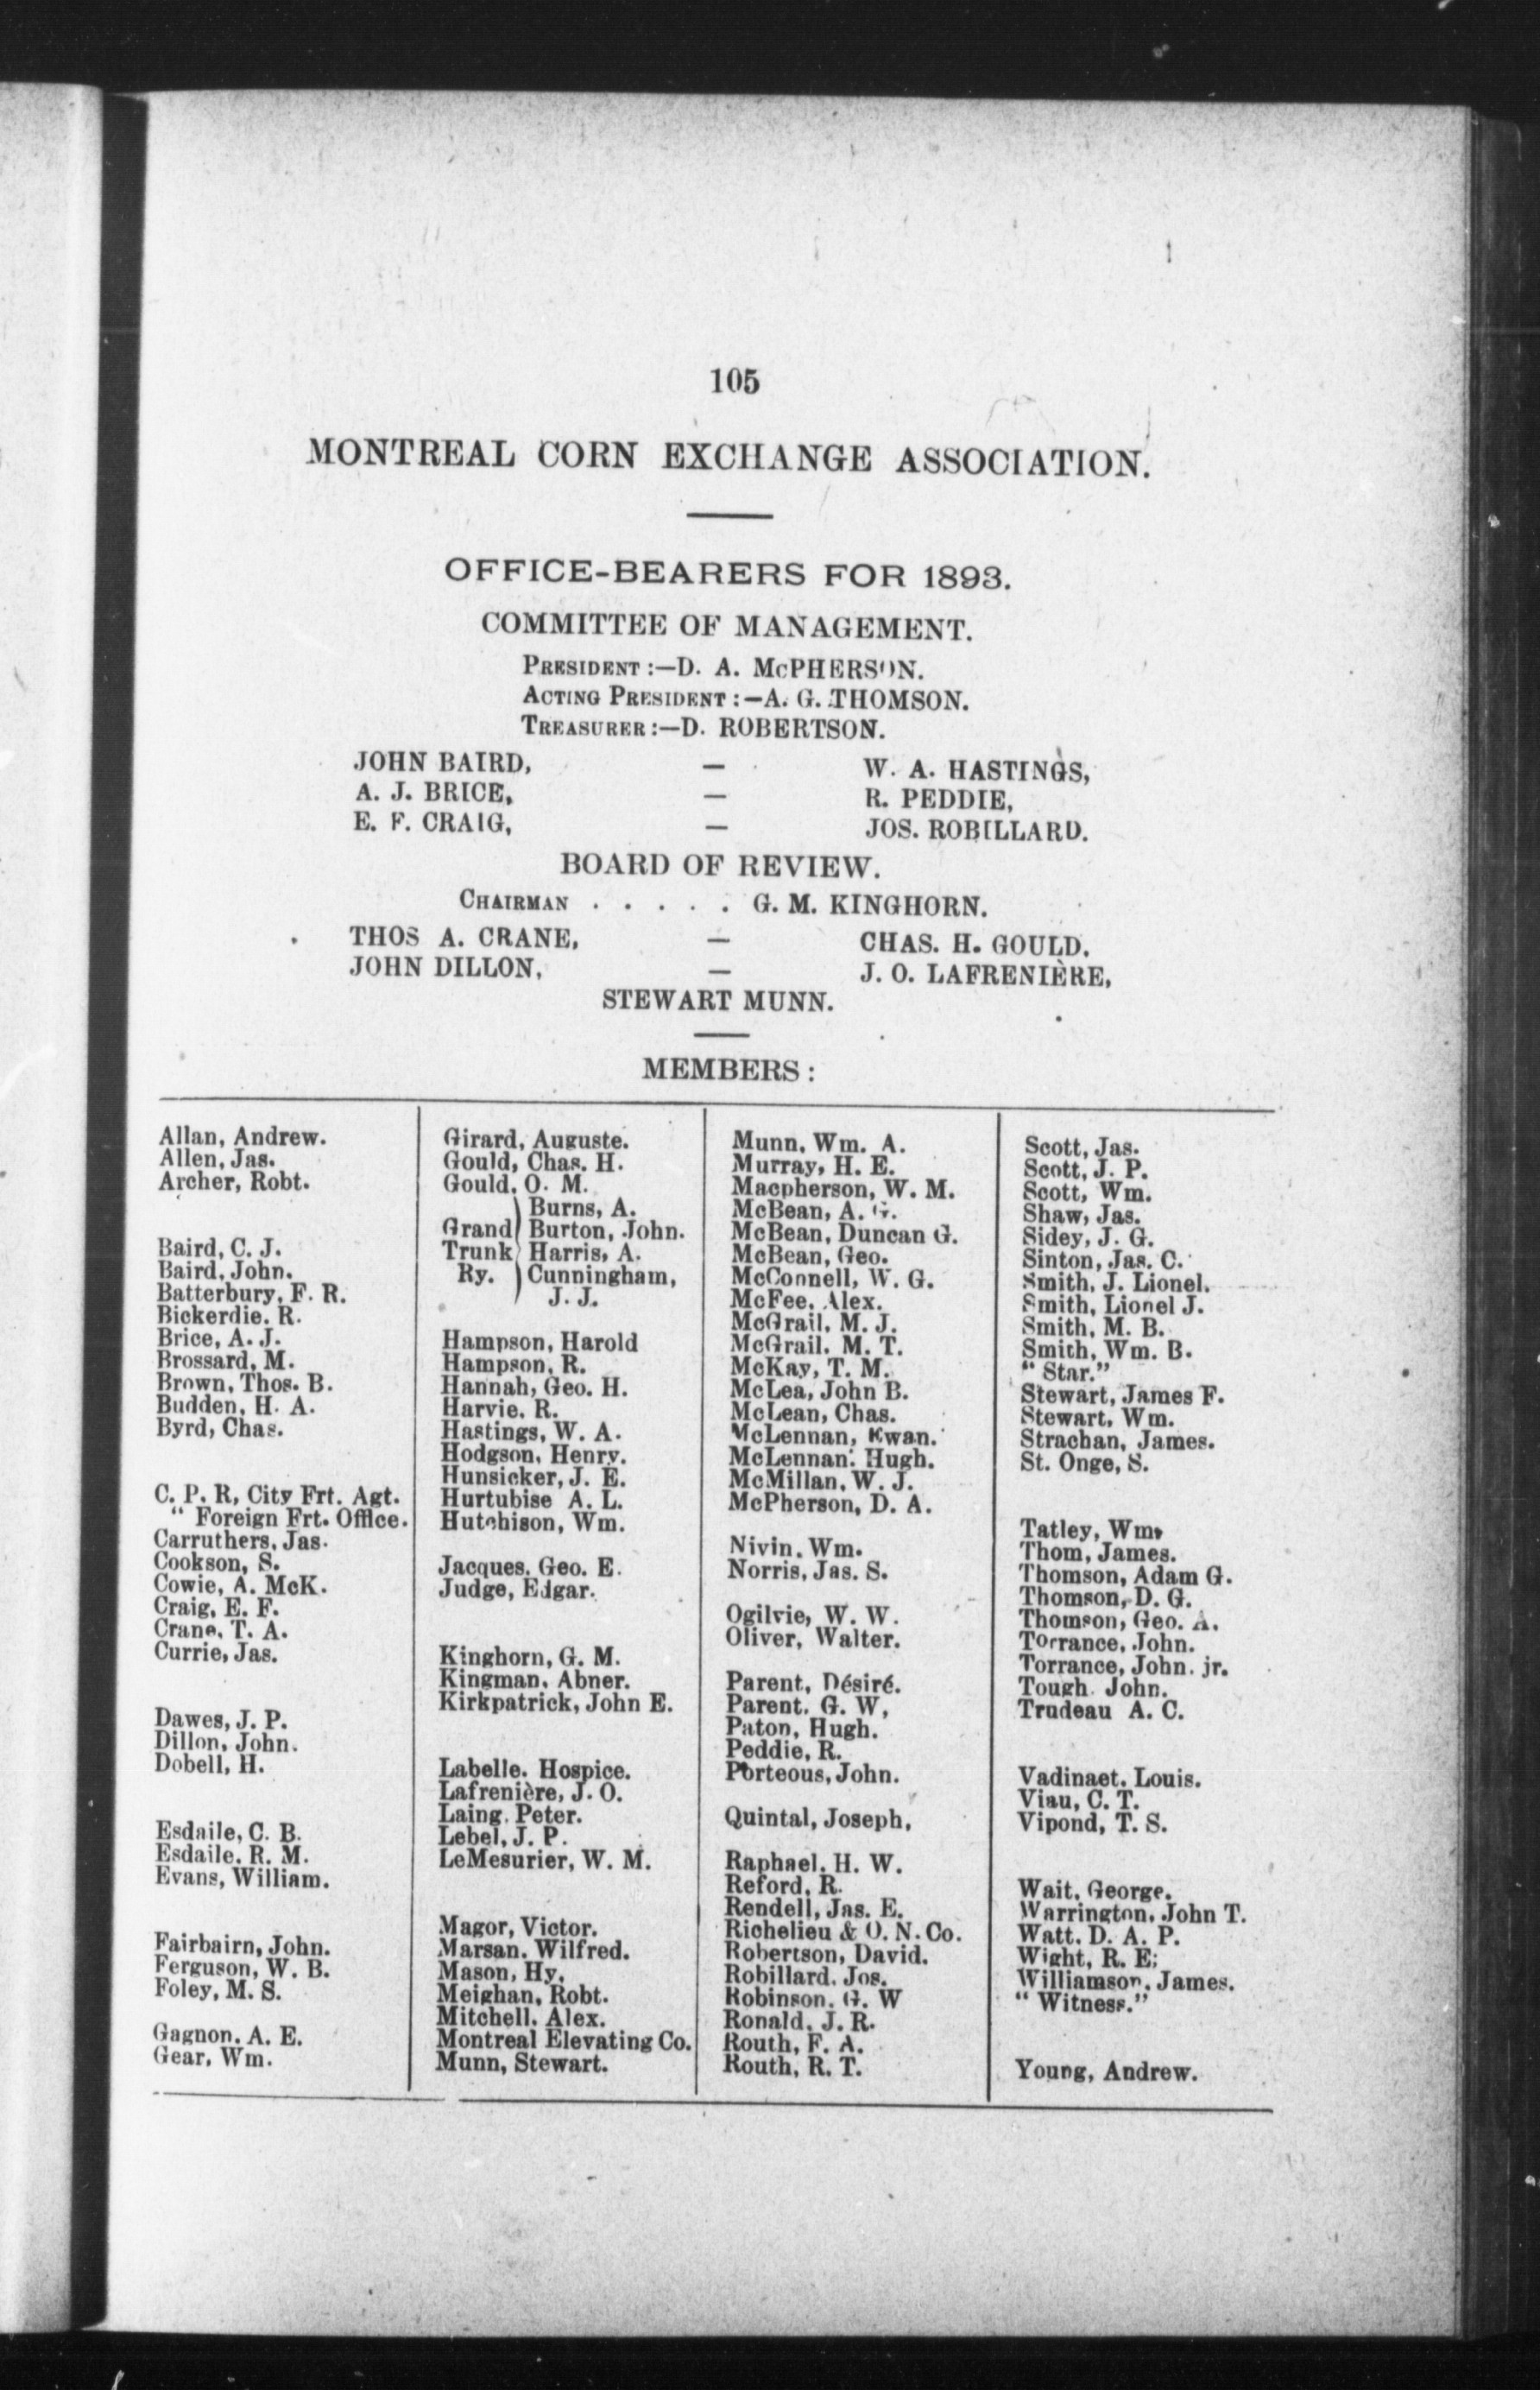 105
MONTREAL CORN EXCHANGE ASSOCIATION.
OFFICE-BEARERS FOR 1893.
COMMITTEE OF MANAGEMENT.
PRESIDENT :—D. A. McPHERSON.
ACTING PRESIDENT :—A. G. THOMSON.
TREASURER :—D. ROBERTSON.
JOHN BAIRD, — W. A. HASTINGS,
A. J. BRICE, — R. PEDDIE,
E. F. CRAIG, — JOS. ROBILLARD.
BOARD OF REVIEW.
CHAIRMAN . . . . . G. M. KINGHORN.
THOS A. CRANE, — CHAS. H. GOULD,
JOHN DILLON, — J. O. LAFRENIÈRE,
STEWART MUNN.
MEMBERS :
Allan, Andrew.
Allen, Jas.
Archer, Robt.
Baird, C. J.
Baird, John.
Batterbury, F. R.
Bickerdie. R.
Brice, A. J.
Brossard, M.
Brown, Thos. B.
Budden, H. A.
Byrd, Chas.
C. P. R, City Frt. Agt.
" Foreign Frt. Office.
Carruthers, Jas.
Cookson, S.
Cowie, A. McK.
Craig, E. F.
Crane, T. A.
Currie, Jas.
Dawes, J. P.
Dillon, John.
Dobell, H.
Esdaile, C. B.
Esdaile. R. M.
Evans, William.
Fairbairn, John.
Ferguson, W. B.
Foley, M. S.
Gagnon. A. E.
Gear, Wm.
Girard, Auguste.
Gould, Chas. H.
Gould, O. M.
Burns, A.
Grand Burton, John.
Trunk Harris, A.
Ry. Cunningham,
J. J.
Hampson, Harold
Hampson, R.
Hannah, Geo. H.
Harvie. R.
Hastings, W. A.
Hodgson, Henry.
Hunsicker, J. E.
Hurtubise A. L.
Hutchison, Wm.
Jacques, Geo. E.
Judge, Edgar.
Kinghorn, G. M.
Kingman, Abner.
Kirkpatrick, John E.
Labelle. Hospice.
Lafrenière, J. O.
Laing, Peter.
Lebel, J. P.
LeMesurier, W. M.
Magor, Victor.
Marsan. Wilfred.
Mason, Hy.
Meighan, Robt.
Mitchell. Alex.
Montreal Elevating Co.
Munn, Stewart.
Munn, Wm. A.
Murray, H. E.
Macpherson, W. M.
McBean, A. G.
McBean, Duncan G.
McBean, Geo.
McConnell, W. G.
McFee, Alex.
McGrail, M. J.
McGrail. M. T.
McKay, T. M.
McLea, John B.
McLean, Chas.
McLennan, Ewan.
McLennan. Hugh.
McMillan, W. J.
McPherson, D. A.
Nivin, Wm.
Norris, Jas. S.
Ogilvie, W. W.
Oliver, Walter.
Parent, Désiré.
Parent. G. W,
Paton, Hugh.
Peddie, R.
Porteous, John.
Quintal, Joseph,
Raphael. H. W.
Reford, R.
Rendell, Jas. E.
Richelieu & O. N. Co.
Robertson, David.
Robillard, Jos.
Robinson. G. W
Ronald, J. R.
Routh, F. A.
Routh, R. T.
Scott, Jas.
Scott, J. P.
Scott, Wm.
Shaw, Jas.
Sidey, J. G.
Sinton, Jas. C.
Smith, J. Lionel.
Smith, Lionel J.
Smith, M. B.
Smith, Wm. B.
" Star."
Stewart, James F.
Stewart, Wm.
Strachan, James.
St. Onge, S.
Tatley, Wm.
Thom, James.
Thomson, Adam G.
Thomson, D. G.
Thomson, Geo. A.
Torrance, John.
Torrance, John, jr.
Tough John.
Trudeau A. C.
Vadinaet. Louis.
Viau, C. T.
Vipond, T. S.
Wait, George.
Warrington, John T.
Watt. D. A. P.
Wight, R. E;
Williamson, James.
" Witness."
Young, Andrew.